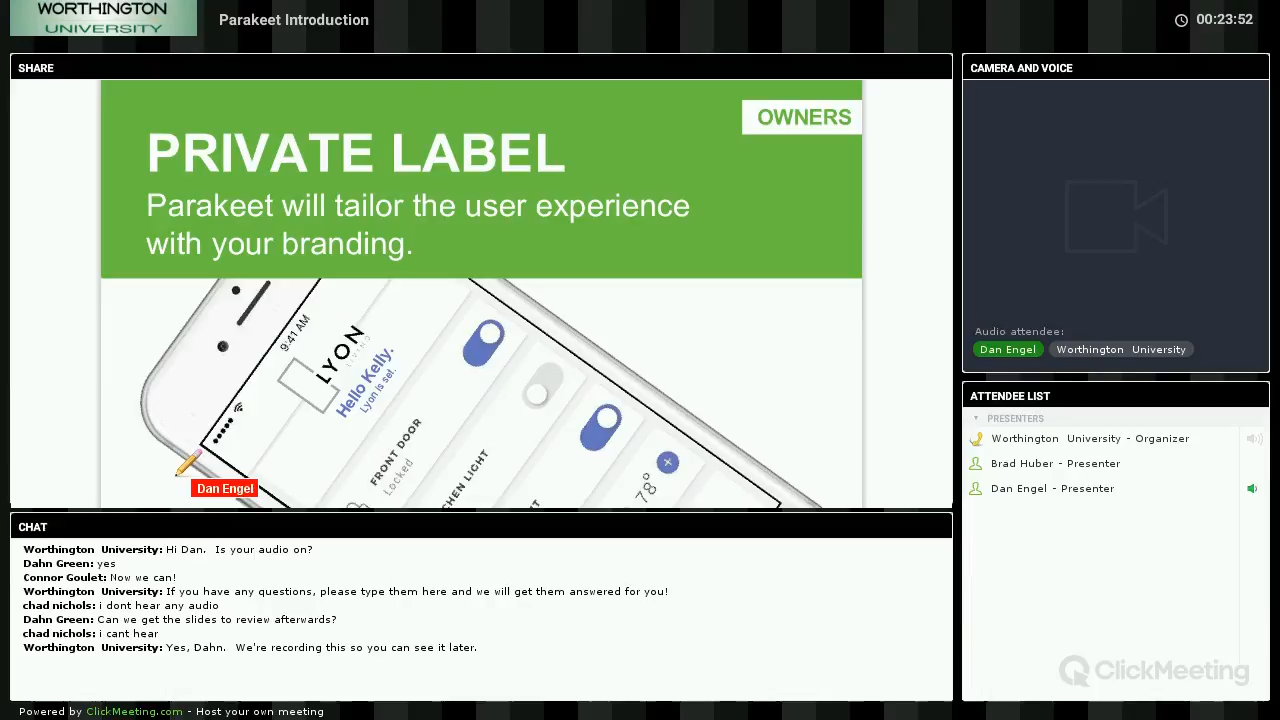 WORTHINGTON
UNIVERSITY
Parakeet Introduction
00:23:52
SHARE
OWNERS
PRIVATE LABEL
Parakeet will tailor the user experience
with your branding.
9:41 AM
LYON
LIVING
Hello Kelly.
Lyon is set.
FRONT DOOR
Locked
CHEN LIGHT
78°
Dan Engel
CAMERA AND VOICE
Audio attendee:
Dan Engel
Worthington University
ATTENDEE LIST
PRESENTERS
Worthington University - Organizer
Brad Huber - Presenter
Dan Engel - Presenter
CHAT
Worthington University: Hi Dan. Is your audio on?
Dahn Green: yes
Connor Goulet: Now we can!
Worthington University: If you have any questions, please type them here and we will get them answered for you!
chad nichols: i dont hear any audio
Dahn Green: Can we get the slides to review afterwards?
chad nichols: i cant hear
Worthington University: Yes, Dahn. We're recording this so you can see it later.
ClickMeeting
Powered by ClickMeeting.com - Host your own meeting